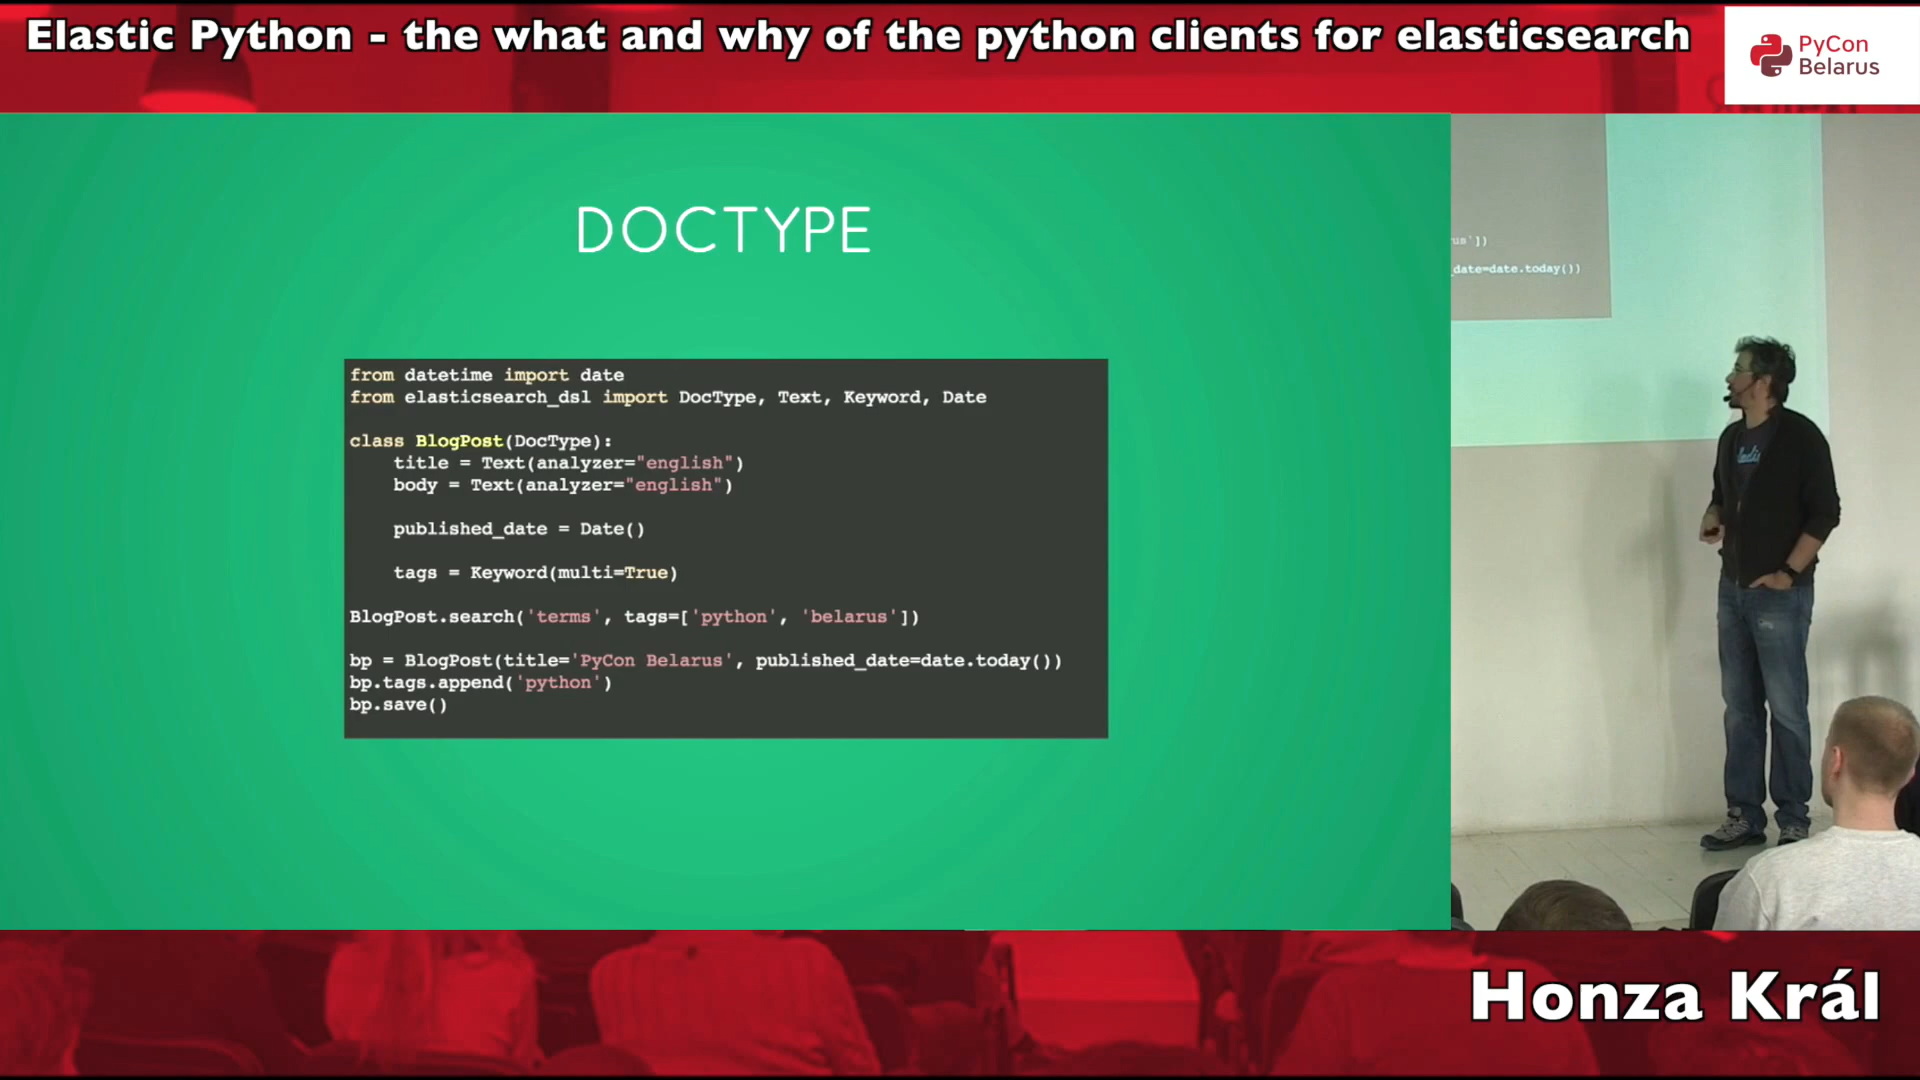 Elastic Python - the what and why of the python clients for elasticsearch
PyCon
Belarus
DOCTYPE
from datetime import date
from elasticsearch_dsl import DocType, Text, Keyword, Date
class BlogPost(DocType):
title = Text(analyzer="english")
body = Text(analyzer="english")
published_date = Date()
tags = Keyword(multi=True)
BlogPost.search('terms', tags=['python', 'belarus'])
bp = BlogPost(title='PyCon Belarus', published_date=date.today())
bp.tags.append('python')
bp.save()
us'])
_date=date.today())
Honza Král